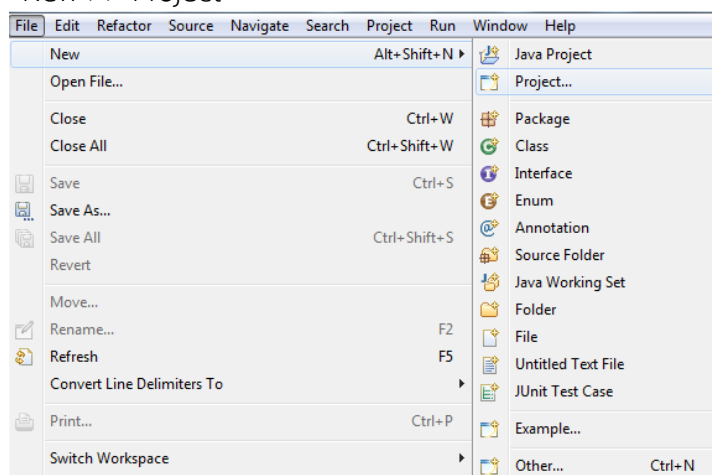 New >> Project
File Edit Refactor Source Navigate Search Project Run Window Help
New Alt+Shift+N
Open File...
Close Ctrl+W
Close All Ctrl+Shift+W
Save Ctrl+S
Save As...
Save All Ctrl+Shift+S
Revert
Move...
Rename... F2
Refresh F5
Convert Line Delimiters To
Print... Ctrl+P
Switch Workspace
Java Project
Project...
Package
Class
Interface
Enum
Annotation
Source Folder
Java Working Set
Folder
File
Untitled Text File
JUnit Test Case
Example...
Other... Ctrl+N